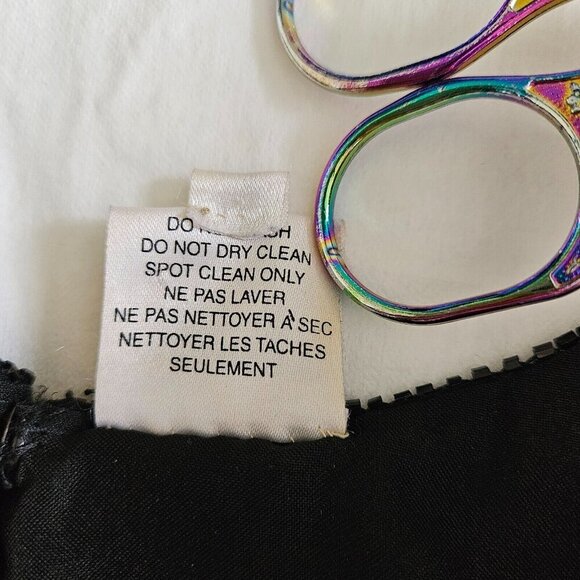 DO
DO NOT DRY CLEAN
SPOT CLEAN ONLY
NE PAS LAVER
NE PAS NETTOYER À SEC
NETTOYER LES TACHES
SEULEMENT